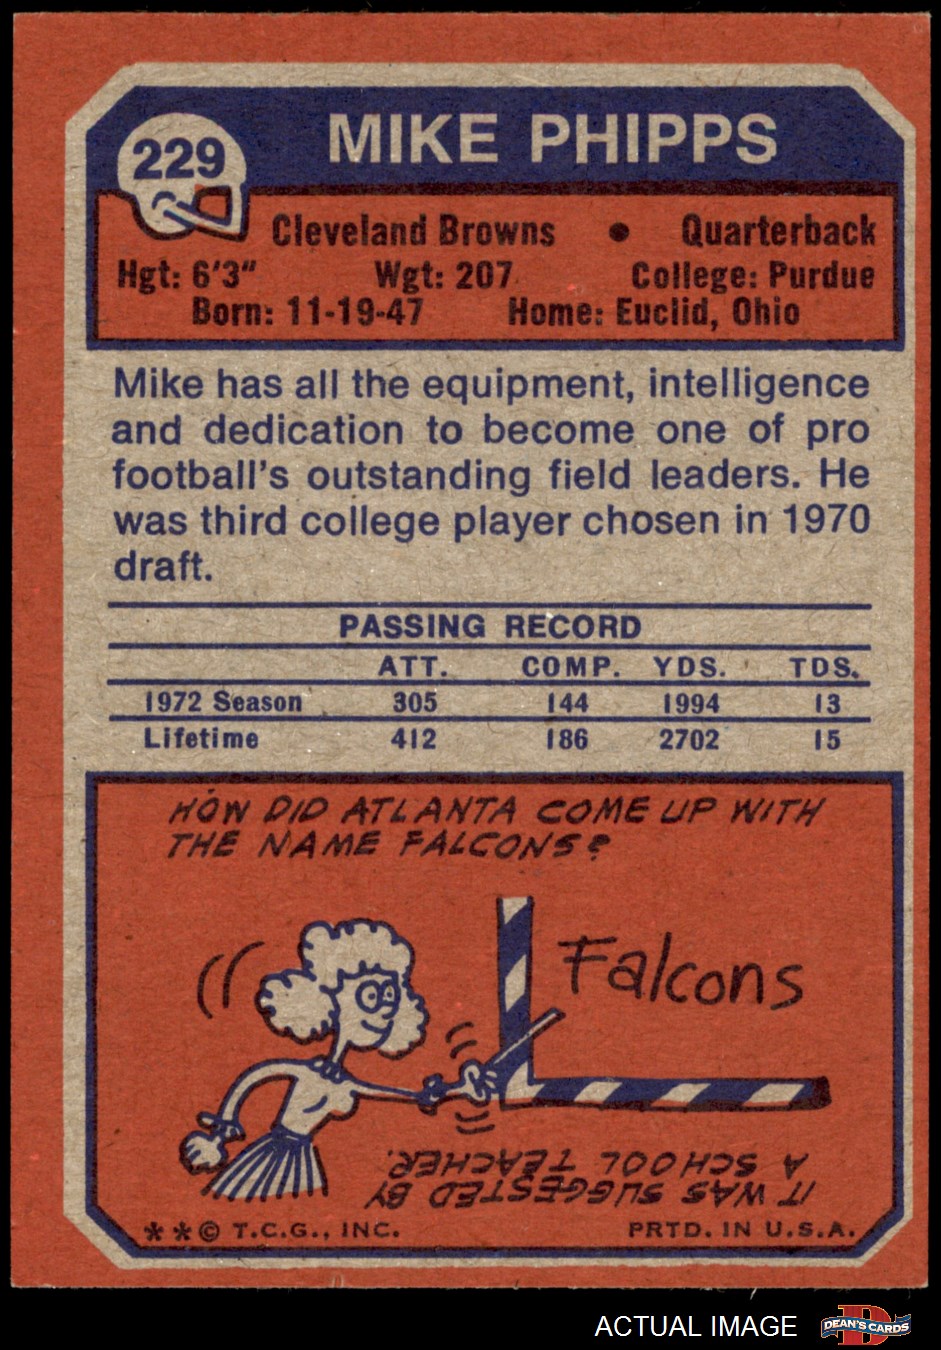 229
MIKE PHIPPS
Cleveland Browns • Quarterback
Hgt: 6'3" Wgt: 207 College: Purdue
Born: 11-19-47 Home: Euclid, Ohio
Mike has all the equipment, intelligence
and dedication to become one of pro
football's outstanding field leaders. He
was third college player chosen in 1970
draft.
PASSING RECORD
ATT. COMP. YDS. TDS.
1972 Season 305 144 1994 13
Lifetime 412 186 2702 15
HOW DID ATLANTA COME UP WITH
THE NAME FALCONS?
Falcons
IT WAS SUGGESTED BY
A SCHOOL TEACHER.
**© T.C.G., INC. PRTD. IN U.S.A.
ACTUAL IMAGE
D
DEAN'S CARDS